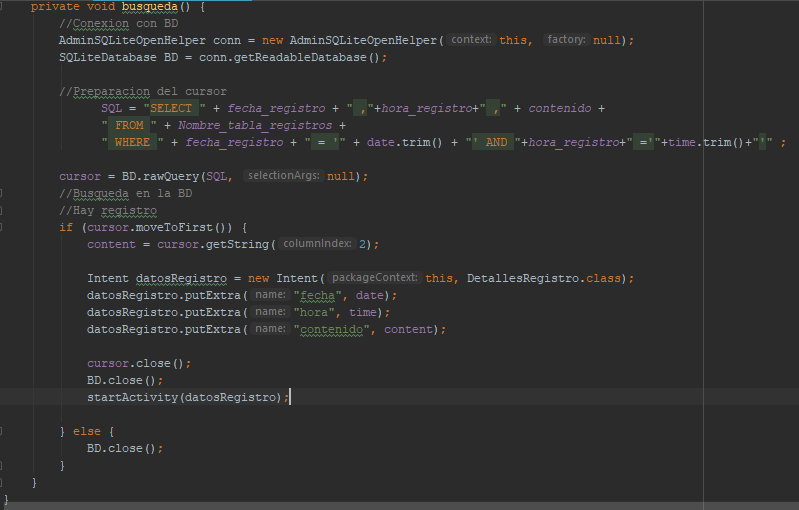 private void busqueda() {
//Conexion con BD
AdminSQLiteOpenHelper conn = new AdminSQLiteOpenHelper( context: this, factory: null);
SQLiteDatabase BD = conn.getReadableDatabase();
//Preparacion del cursor
SQL = "SELECT " + fecha_registro + " ,"+hora_registro+" ," + contenido +
" FROM " + Nombre_tabla_registros +
" WHERE " + fecha_registro + " = '" + date.trim() + "' AND "+hora_registro+" ='"+time.trim()+"'" ;
cursor = BD.rawQuery(SQL, selectionArgs: null);
//Busqueda en la BD
//Hay registro
if (cursor.moveToFirst()) {
content = cursor.getString( columnIndex: 2);
Intent datosRegistro = new Intent( packageContext: this, DetallesRegistro.class);
datosRegistro.putExtra( name: "fecha", date);
datosRegistro.putExtra( name: "hora", time);
datosRegistro.putExtra( name: "contenido", content);
cursor.close();
BD.close();
startActivity(datosRegistro);
} else {
BD.close();
}
}
}